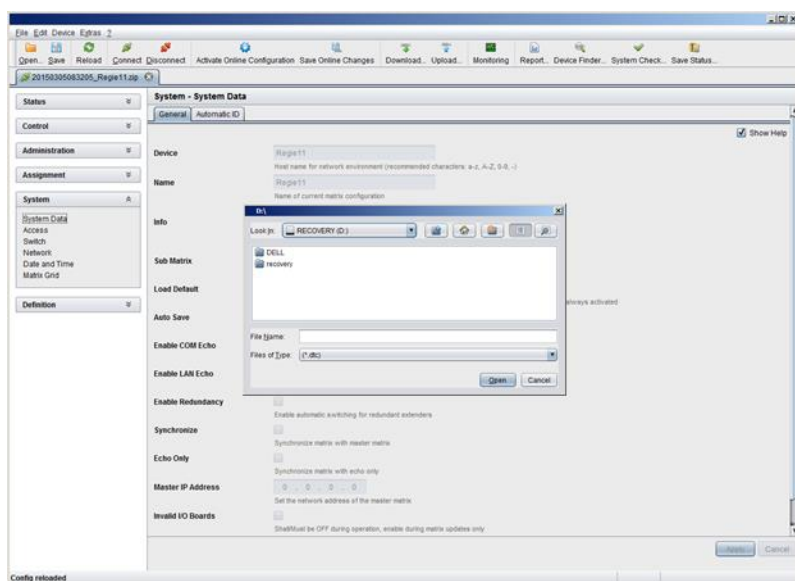 File Edit Device Extras ?
Open... Save Reload Connect Disconnect Activate Online Configuration Save Online Changes Download... Upload... Monitoring Report... Device Finder... System Check... Save Status...
20150305083205_Regie11.zip
Status
Control
Administration
Assignment
System
System Data
Access
Switch
Network
Date and Time
Matrix Grid
Definition
System - System Data
General Automatic ID
Show Help
Device Regie11
Host name for network environment (recommended characters: a-z, A-Z, 0-9, -)
Name Regie11
Name of current matrix configuration
Info
Sub Matrix
Load Default
always activated
Auto Save
Enable COM Echo
Enable LAN Echo
Enable Redundancy
Enable automatic switching for redundant extenders
Synchronize
Synchronize matrix with master matrix
Echo Only
Synchronize matrix with echo only
Master IP Address 0 . 0 . 0 . 0
Set the network address of the master matrix
Invalid I/O Boards
Shall/Must be OFF during operation, enable during matrix updates only
D:\
Look In: RECOVERY (D:)
DELL
recovery
File Name:
Files of Type: (*.dtc)
Open Cancel
Apply Cancel
Config reloaded